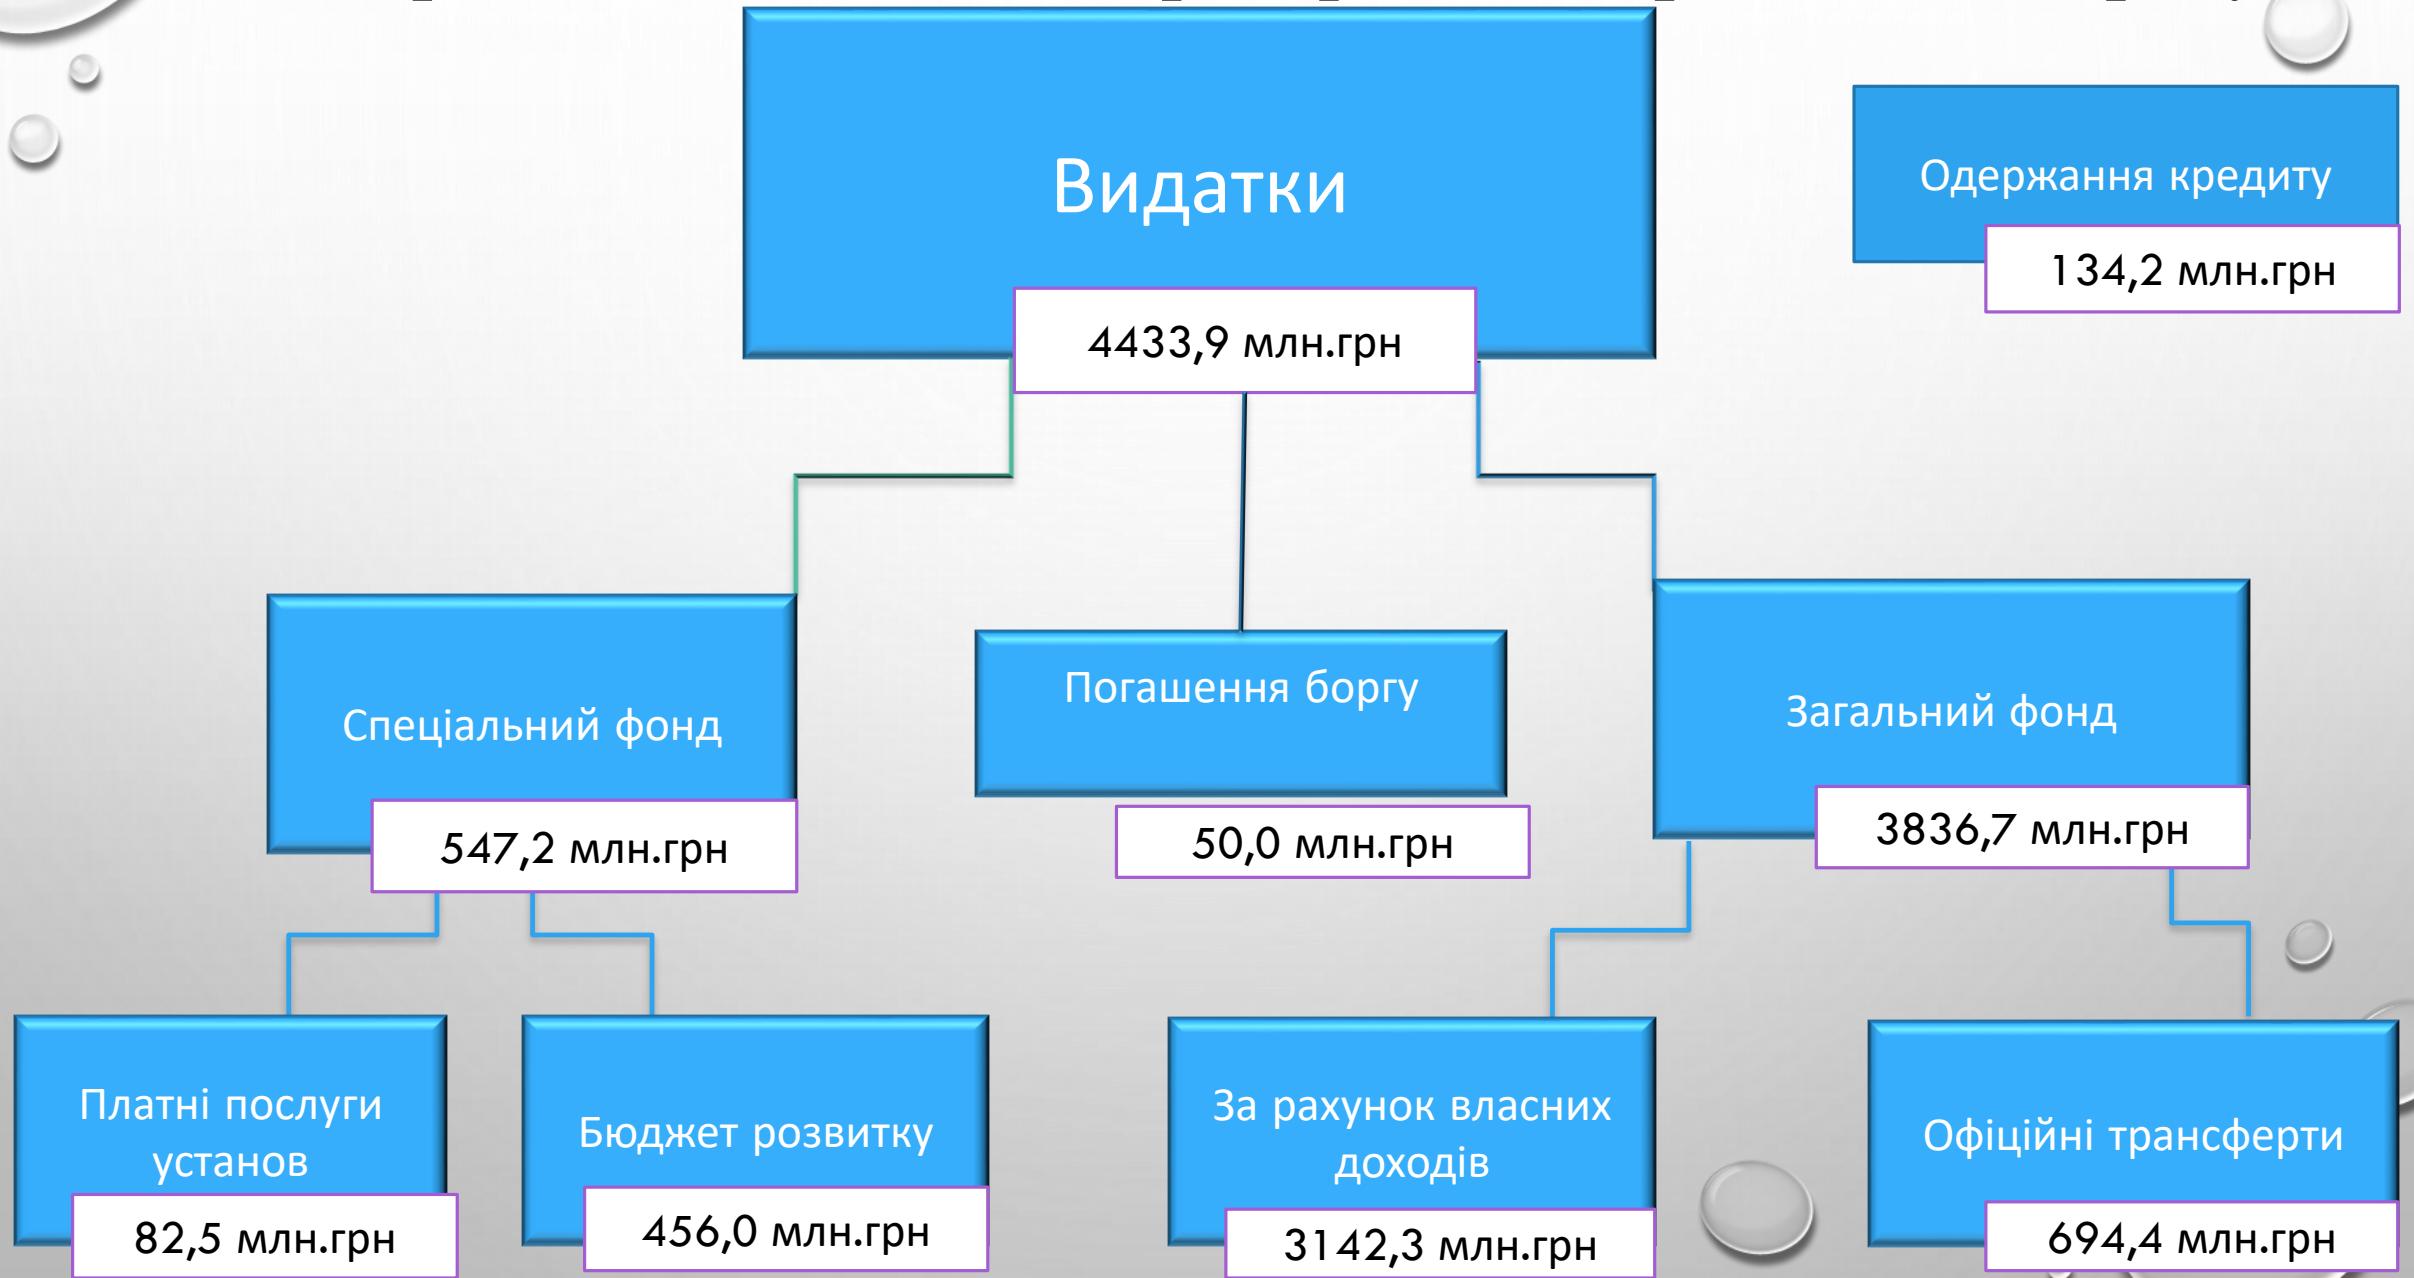 Видатки
4433,9 млн.грн
Одержання кредиту
134,2 млн.грн
Спеціальний фонд
547,2 млн.грн
Погашення боргу
50,0 млн.грн
Загальний фонд
3836,7 млн.грн
Платні послуги
установ
82,5 млн.грн
Бюджет розвитку
456,0 млн.грн
За рахунок власних
доходів
3142,3 млн.грн
Офіційні трансферти
694,4 млн.грн